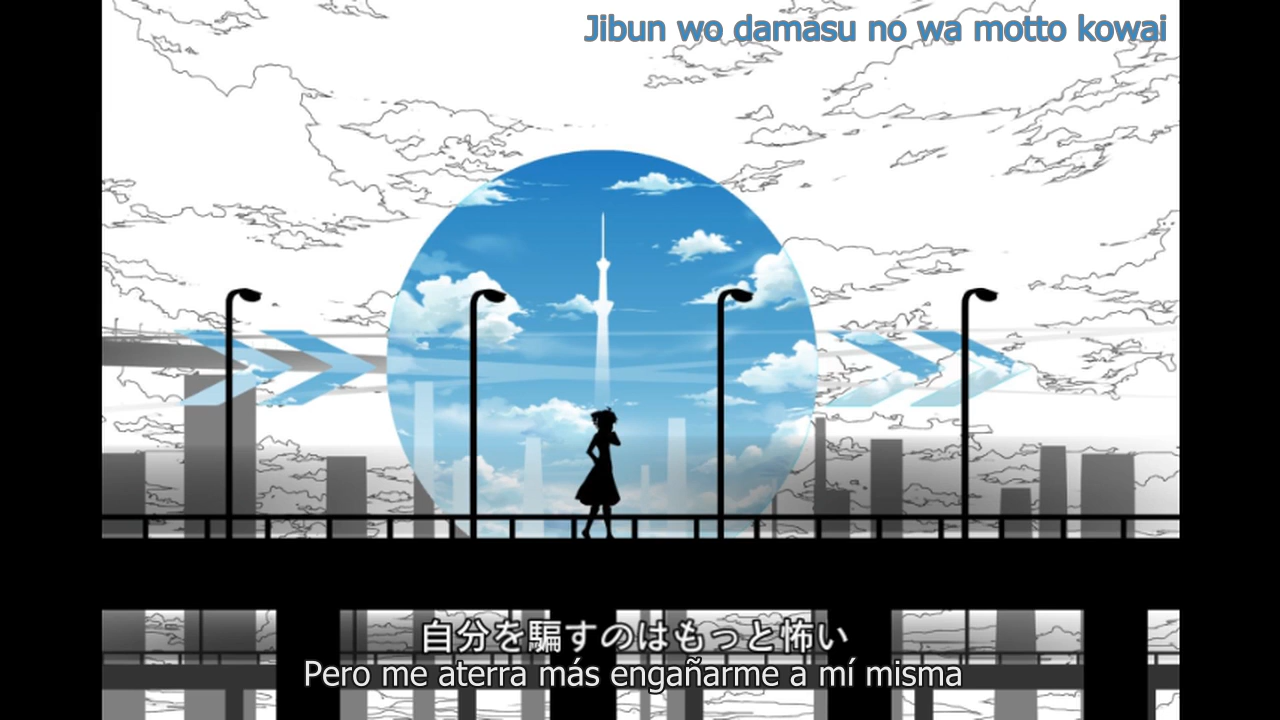 Jibun wo damasu no wa motto kowai
自分を騙すのはもっと怖い
Pero me aterra más engañarme a mí misma